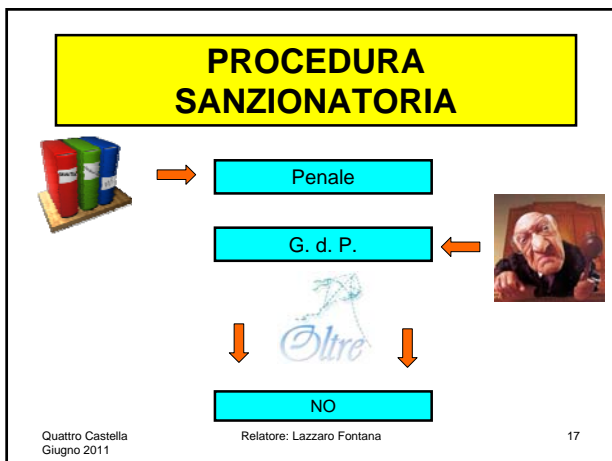 PROCEDURA
SANZIONATORIA
Penale
G. d. P.
Oltre
NO
Quattro Castella
Giugno 2011
Relatore: Lazzaro Fontana
17